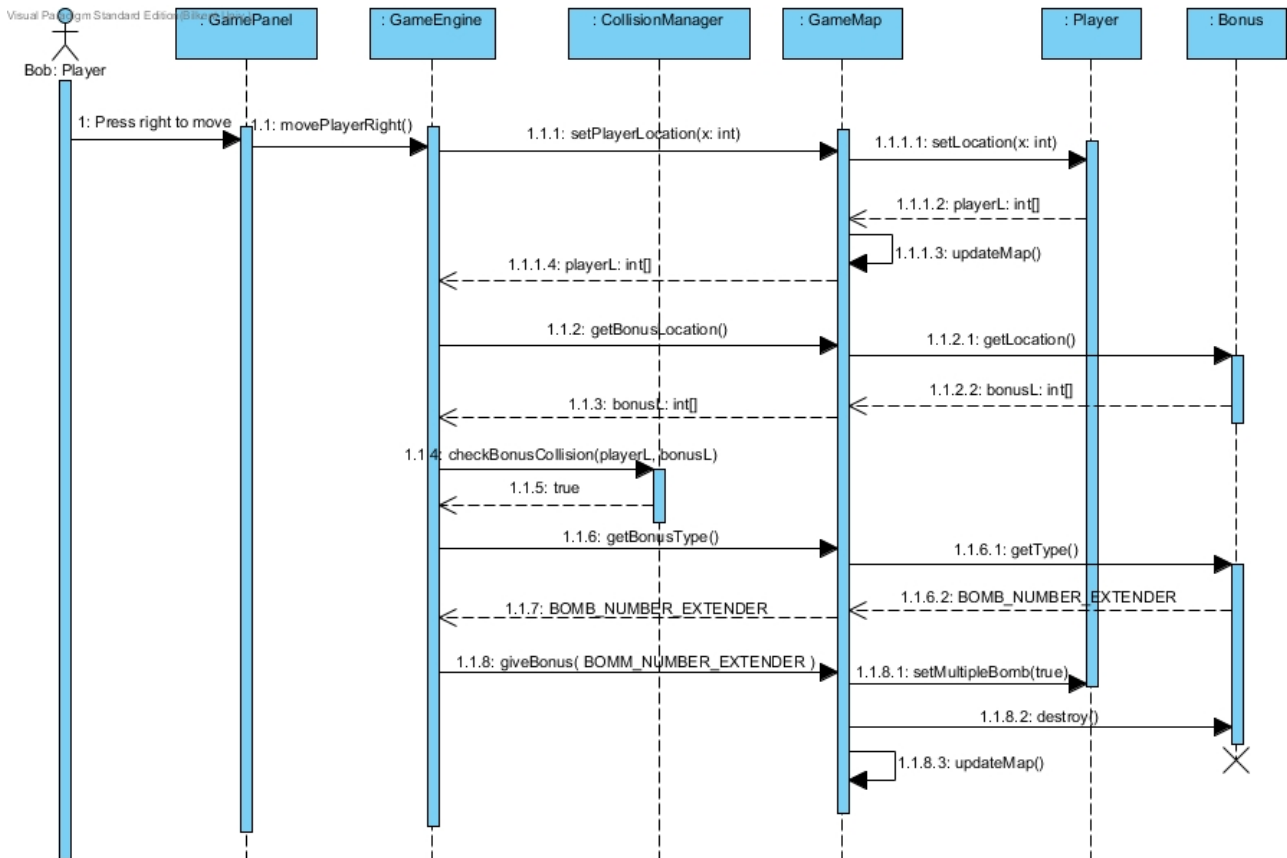 Visual Paradigm Standard Edition(Bilkent Univ.)
: GamePanel
: GameEngine
: CollisionManager
: GameMap
: Player
: Bonus
Bob: Player
1: Press right to move
1.1: movePlayerRight()
1.1.1: setPlayerLocation(x: int)
1.1.1.1: setLocation(x: int)
1.1.1.2: playerL: int[]
1.1.1.3: updateMap()
1.1.1.4: playerL: int[]
1.1.2: getBonusLocation()
1.1.2.1: getLocation()
1.1.2.2: bonusL: int[]
1.1.3: bonusL: int[]
1.1.4: checkBonusCollision(playerL, bonusL)
1.1.5: true
1.1.6: getBonusType()
1.1.6.1: getType()
1.1.6.2: BOMB_NUMBER_EXTENDER
1.1.7: BOMB_NUMBER_EXTENDER
1.1.8: giveBonus( BOMM_NUMBER_EXTENDER )
1.1.8.1: setMultipleBomb(true)
1.1.8.2: destroy()
1.1.8.3: updateMap()